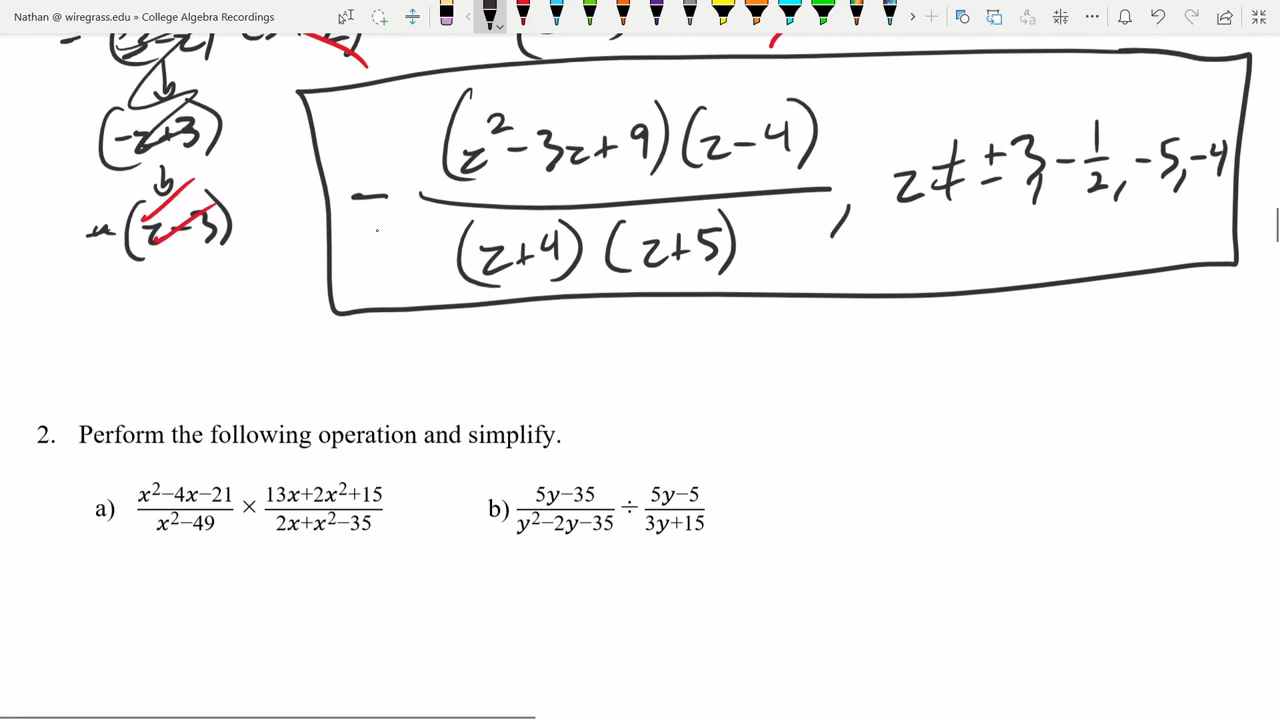 Nathan @ wiregrass.edu » College Algebra Recordings
(-z+3)
(z-3)
- (z²-3z+9)(z-4) / (z+4)(z+5) , z≠±3, -1/2, -5, -4
2. Perform the following operation and simplify.
a) x²−4x−21 / x²−49 × 13x+2x²+15 / 2x+x²−35 b) 5y−35 / y²−2y−35 ÷ 5y−5 / 3y+15